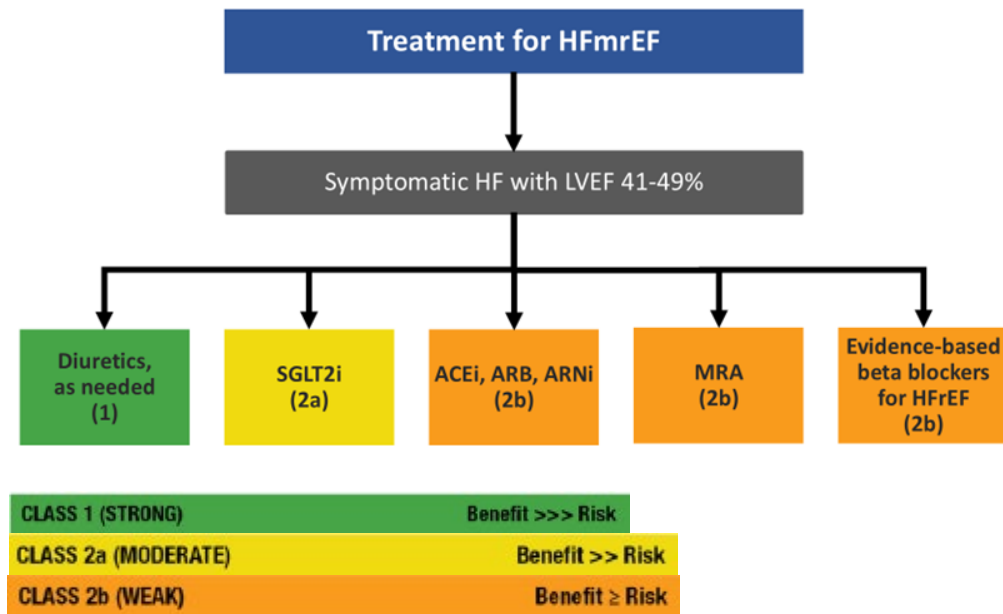 Treatment for HFmrEF
Symptomatic HF with LVEF 41-49%
Diuretics,
as needed
(1)
SGLT2i
(2a)
ACEi, ARB, ARNi
(2b)
MRA
(2b)
Evidence-based
beta blockers
for HFrEF
(2b)
CLASS 1 (STRONG) Benefit >>> Risk
CLASS 2a (MODERATE) Benefit >> Risk
CLASS 2b (WEAK) Benefit ≥ Risk